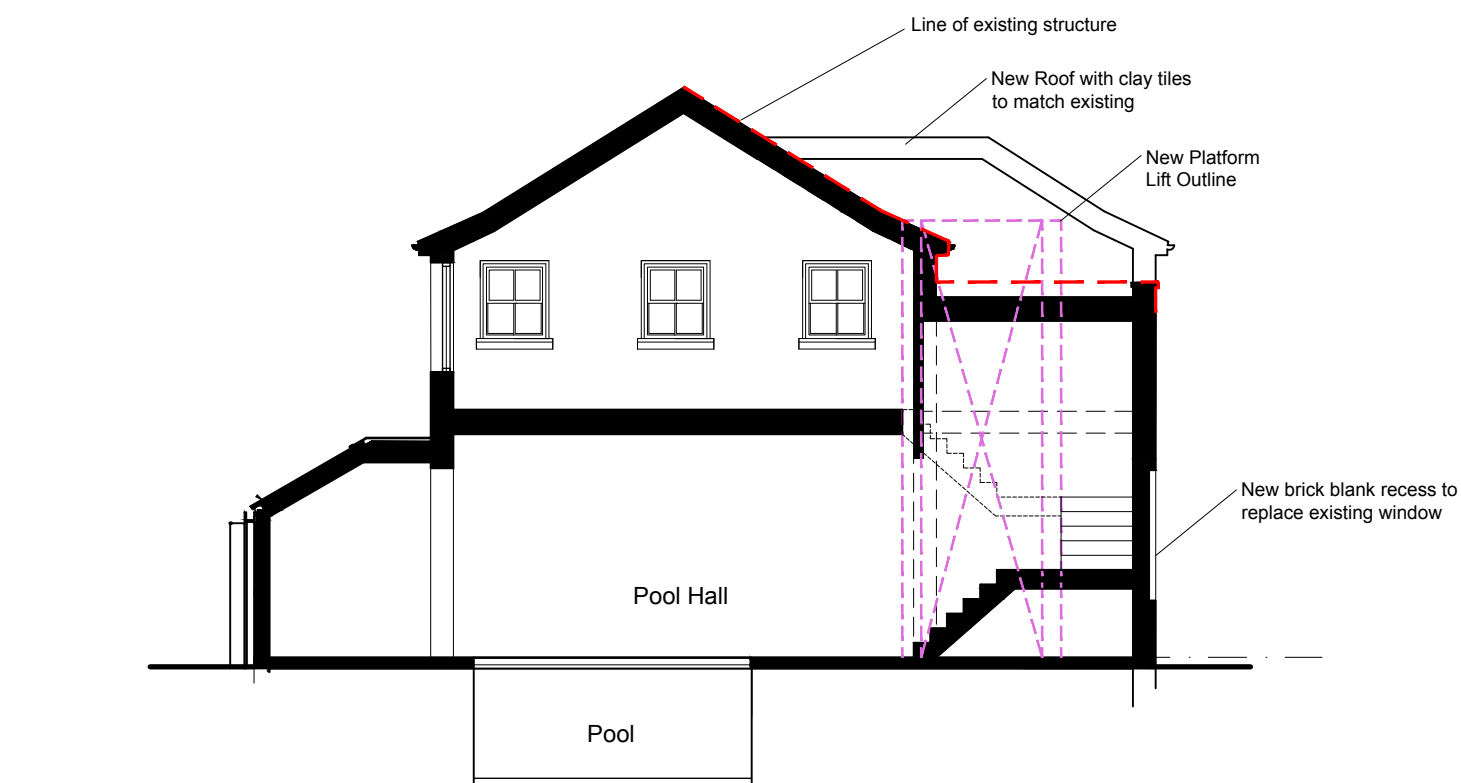 Line of existing structure
New Roof with clay tiles
to match existing
New Platform
Lift Outline
New brick blank recess to
replace existing window
Pool Hall
Pool